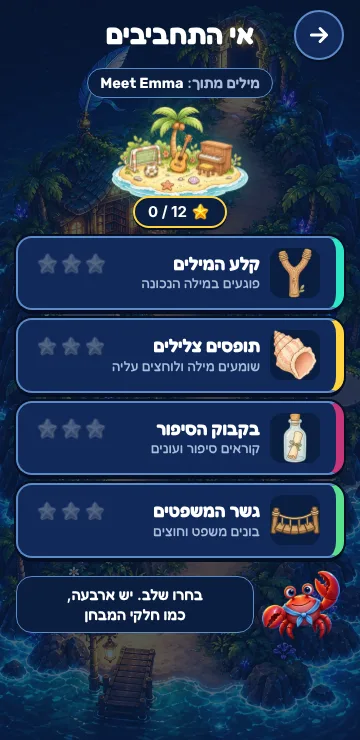 אי התחביבים
מילים מתוך: Meet Emma
0 / 12
קלע המילים
פוגעים במילה הנכונה
תופסים צלילים
שומעים מילה ולוחצים עליה
בקבוק הסיפור
קוראים סיפור ועונים
גשר המשפטים
בונים משפט וחוצים
בחרו שלב. יש ארבעה,
כמו חלקי המבחן